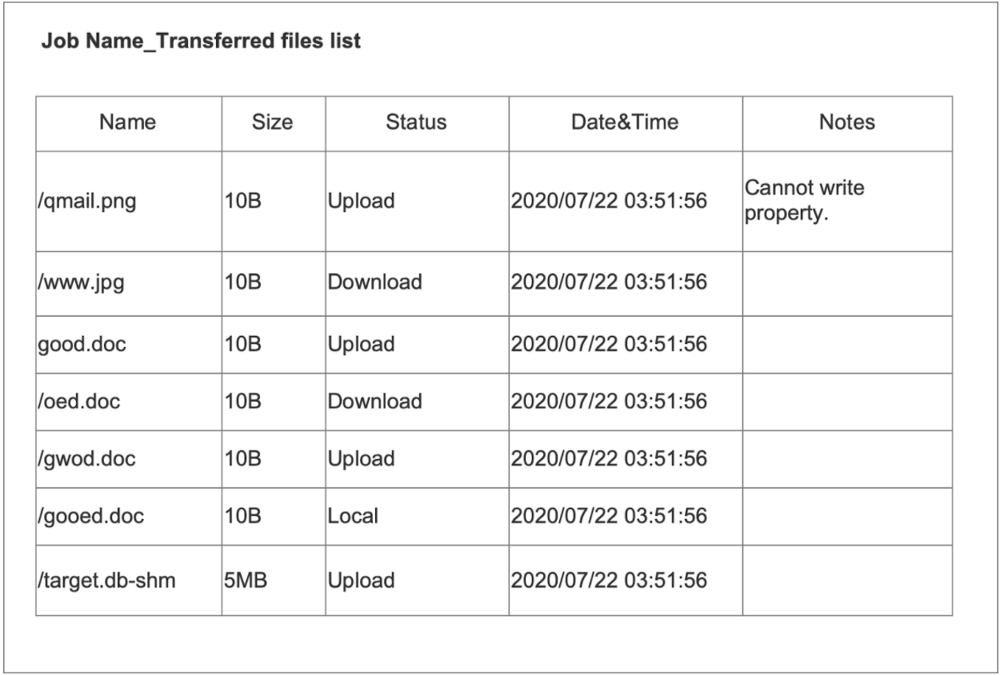 Job Name_Transferred files list
Name Size Status Date&Time Notes
/qmail.png 10B Upload 2020/07/22 03:51:56 Cannot write
property.
/www.jpg 10B Download 2020/07/22 03:51:56
good.doc 10B Upload 2020/07/22 03:51:56
/oed.doc 10B Download 2020/07/22 03:51:56
/gwod.doc 10B Upload 2020/07/22 03:51:56
/gooed.doc 10B Local 2020/07/22 03:51:56
/target.db-shm 5MB Upload 2020/07/22 03:51:56